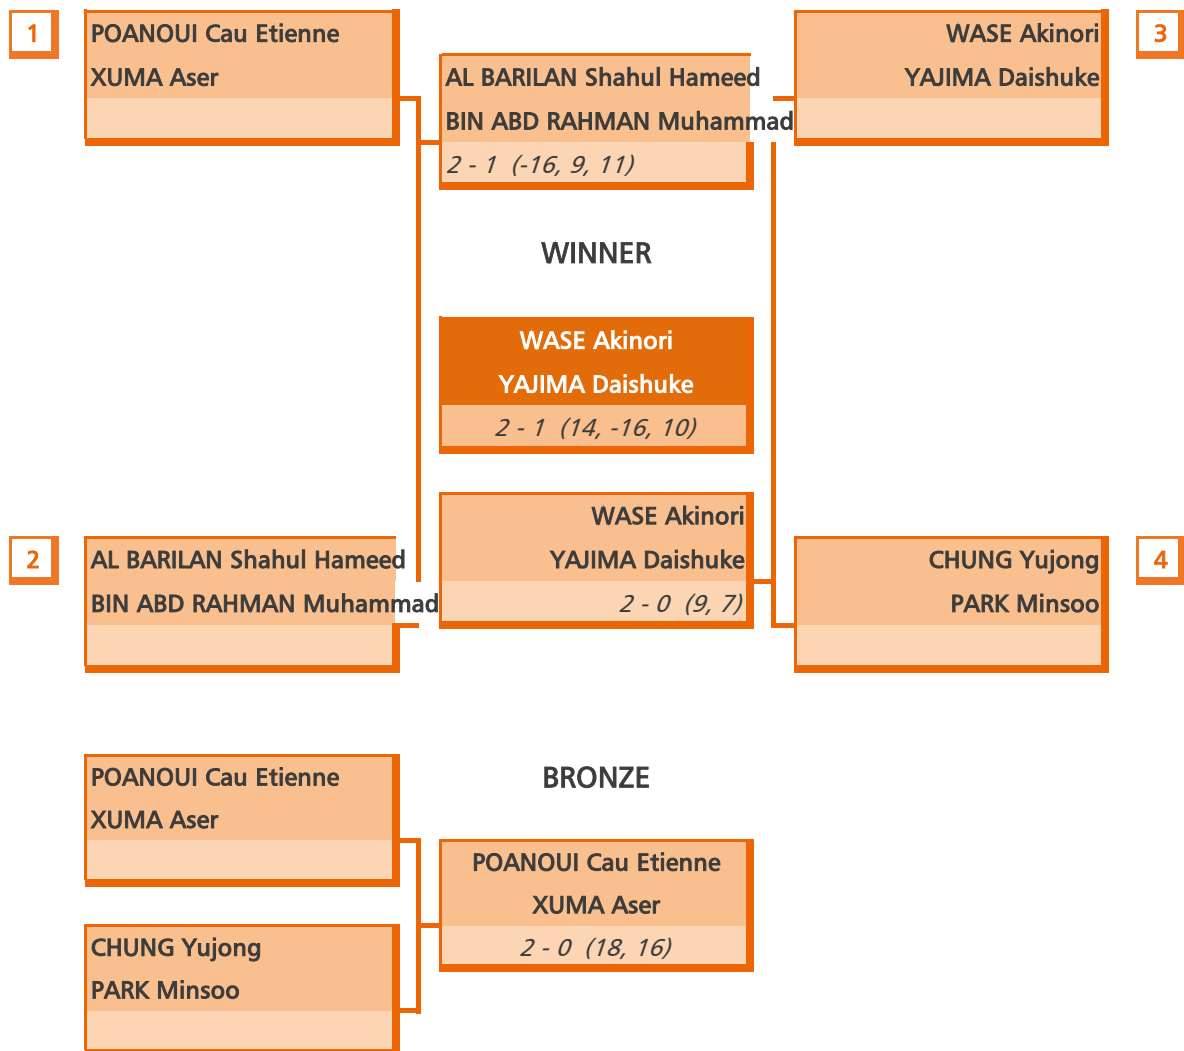 1
POANOUI Cau Etienne
XUMA Aser
AL BARILAN Shahul Hameed
BIN ABD RAHMAN Muhammad
2 - 1 (-16, 9, 11)
WASE Akinori
YAJIMA Daishuke
3
WINNER
WASE Akinori
YAJIMA Daishuke
2 - 1 (14, -16, 10)
2
AL BARILAN Shahul Hameed
BIN ABD RAHMAN Muhammad
WASE Akinori
YAJIMA Daishuke
2 - 0 (9, 7)
CHUNG Yujong
PARK Minsoo
4
POANOUI Cau Etienne
XUMA Aser
BRONZE
POANOUI Cau Etienne
XUMA Aser
2 - 0 (18, 16)
CHUNG Yujong
PARK Minsoo